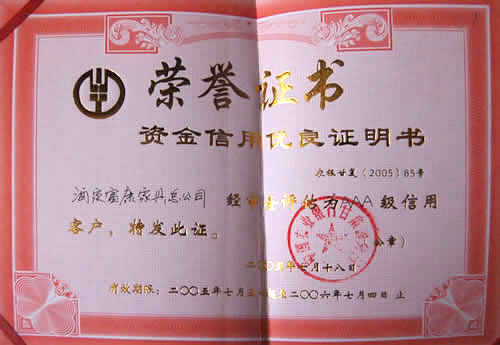 荣誉证书
资金信用优良证明书
农银甘复（2005）85号
酒泉富康家具总公司 经审查评估为AAA级信用
客户，特发此证。
（公章）
二〇〇五年七月十八日
有效期限：二〇〇五年七月五日起至二〇〇六年七月四日止